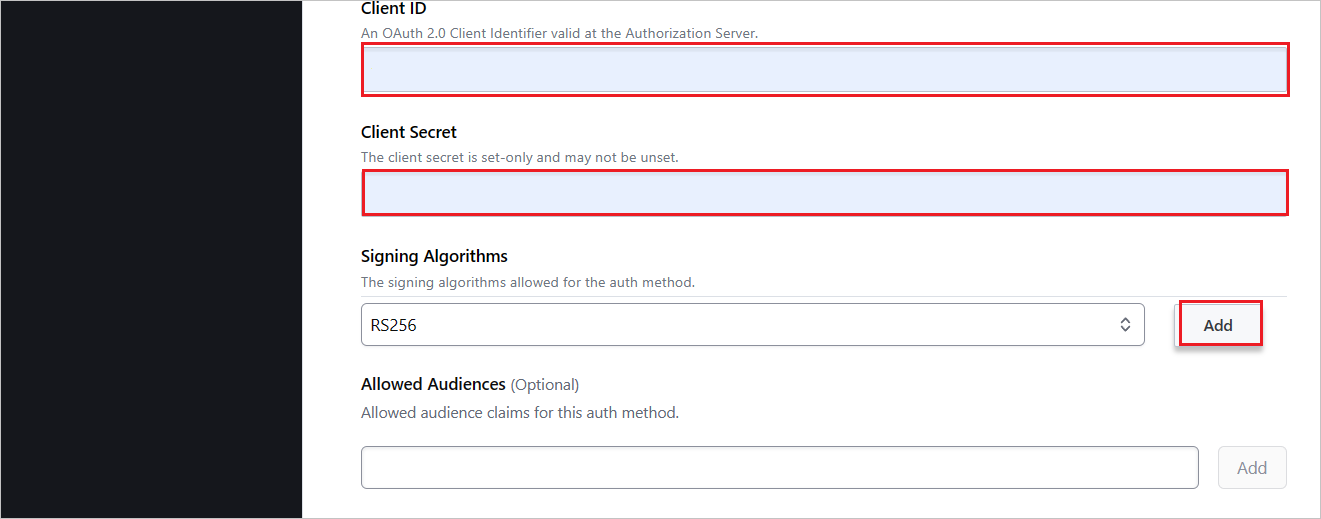 Client ID
An OAuth 2.0 Client Identifier valid at the Authorization Server.
Client Secret
The client secret is set-only and may not be unset.
Signing Algorithms
The signing algorithms allowed for the auth method.
RS256
Add
Allowed Audiences (Optional)
Allowed audience claims for this auth method.
Add